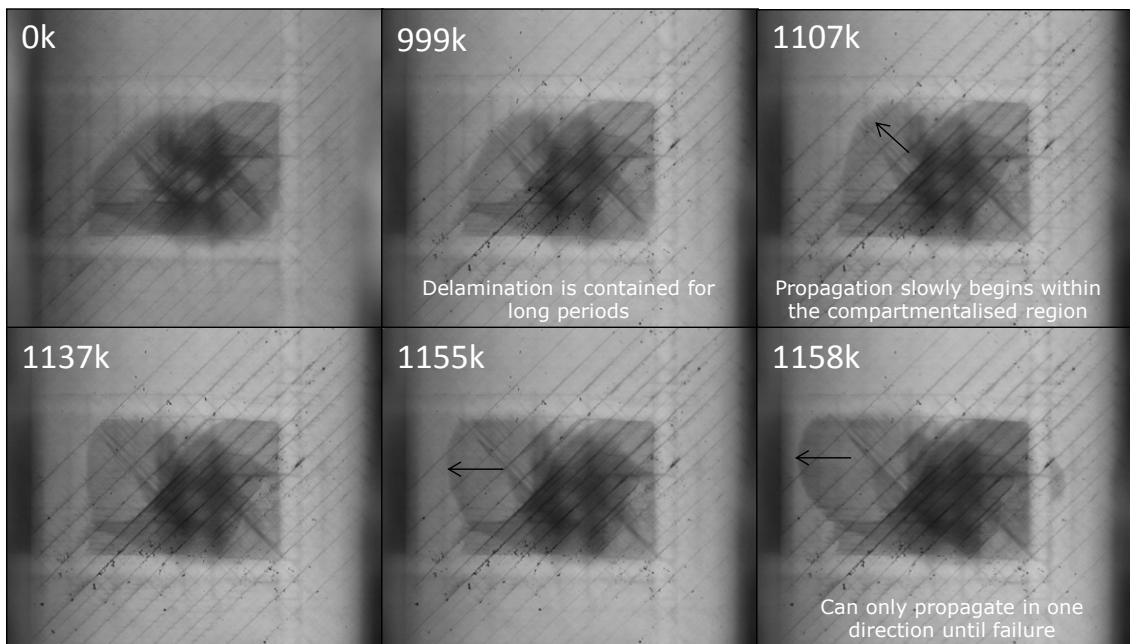 0k
999k
1107k
Delamination is contained for
long periods
Propagation slowly begins within
the compartmentalised region
1137k
1155k
1158k
Can only propagate in one
direction until failure